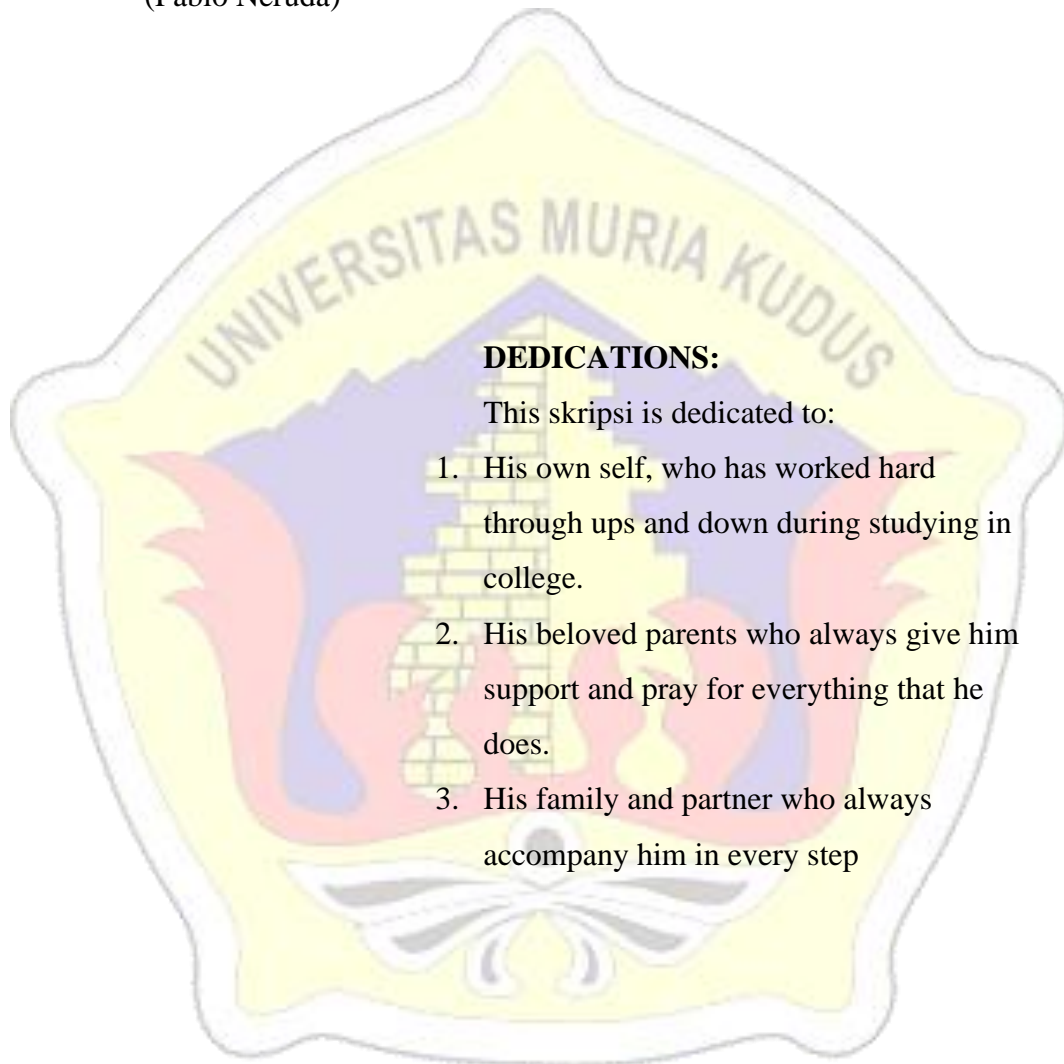 (Pablo Neruda)
UNIVERSITAS MURIA KUDUS
DEDICATIONS:
This skripsi is dedicated to:
1. His own self, who has worked hard
through ups and down during studying in
college.
2. His beloved parents who always give him
support and pray for everything that he
does.
3. His family and partner who always
accompany him in every step